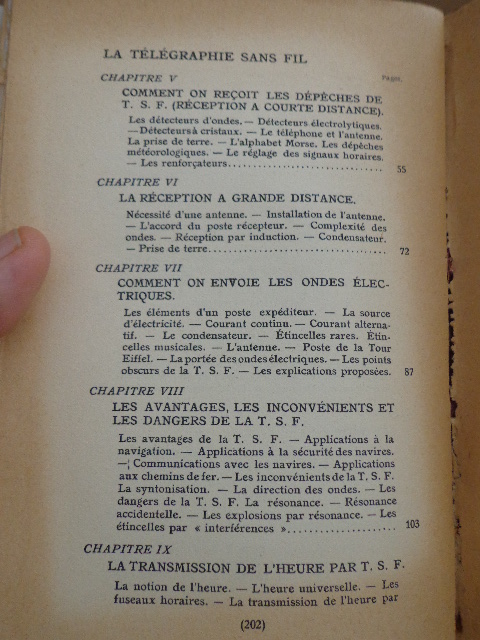 LA TÉLÉGRAPHIE SANS FIL
CHAPITRE V
Pages.
COMMENT ON REÇOIT LES DÉPÊCHES DE
T. S. F. (RÉCEPTION A COURTE DISTANCE).
Les détecteurs d'ondes. — Détecteurs électrolytiques.
— Détecteurs à cristaux. — Le téléphone et l'antenne.
La prise de terre. — L'alphabet Morse. Les dépêches
météorologiques. — Le réglage des signaux horaires.
— Les renforçateurs................................ 55
CHAPITRE VI
LA RÉCEPTION A GRANDE DISTANCE.
Nécessité d'une antenne. — Installation de l'antenne.
— L'accord du poste récepteur. — Complexité des
ondes. — Réception par induction. — Condensateur.
— Prise de terre.................................... 72
CHAPITRE VII
COMMENT ON ENVOIE LES ONDES ÉLEC-
TRIQUES.
Les éléments d'un poste expéditeur. — La source
d'électricité. — Courant continu. — Courant alterna-
tif. — Le condensateur. — Étincelles rares. Étin-
celles musicales. — L'antenne. — Poste de la Tour
Eiffel. — La portée des ondes électriques. — Les points
obscurs de la T. S. F. — Les explications proposées. 87
CHAPITRE VIII
LES AVANTAGES, LES INCONVÉNIENTS ET
LES DANGERS DE LA T. S. F.
Les avantages de la T. S. F. — Applications à la
navigation. — Applications à la sécurité des navires.
— Communications avec les navires. — Applications
aux chemins de fer. — Les inconvénients de la T. S. F.
La syntonisation. — La direction des ondes. — Les
dangers de la T. S. F. La résonance. — Résonance
accidentelle. — Les explosions par résonance. — Les
étincelles par « interférences »..................... 103
CHAPITRE IX
LA TRANSMISSION DE L'HEURE PAR T. S. F.
La notion de l'heure. — L'heure universelle. — Les
fuseaux horaires. — La transmission de l'heure par
(202)